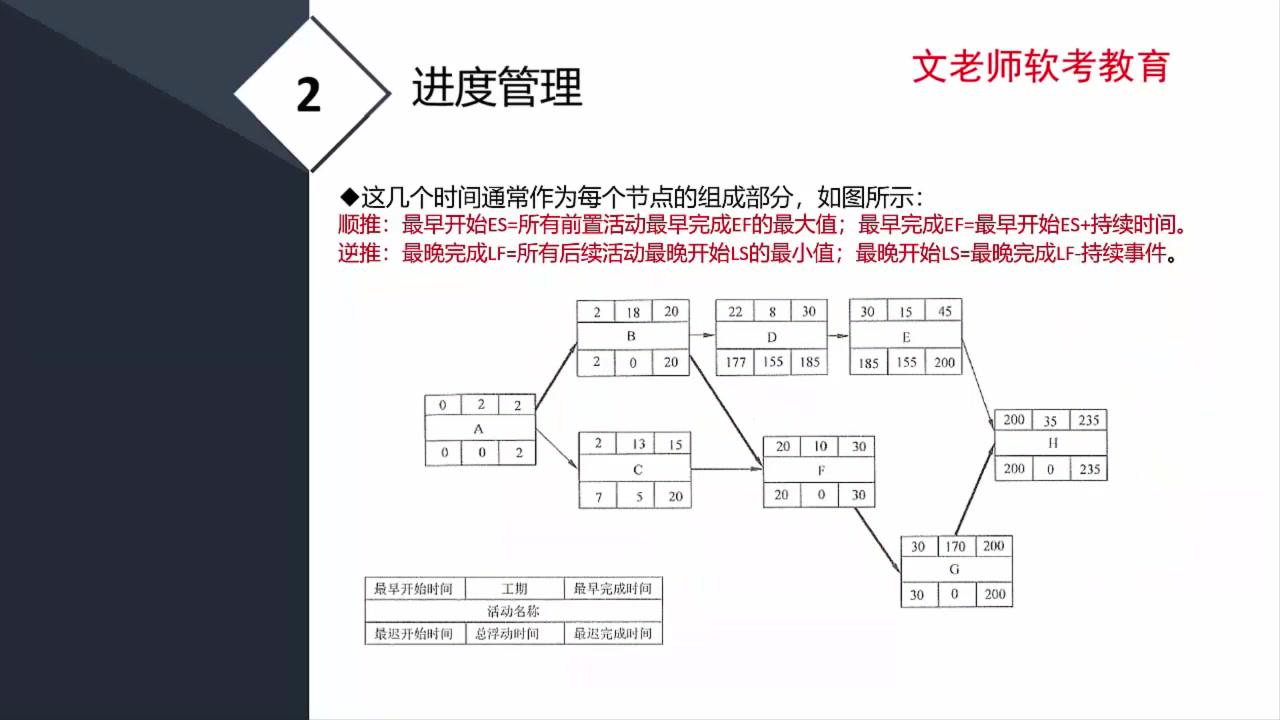 2
进度管理
文老师软考教育
◆这几个时间通常作为每个节点的组成部分，如图所示：
顺推：最早开始ES=所有前置活动最早完成EF的最大值；最早完成EF=最早开始ES+持续时间。
逆推：最晚完成LF=所有后续活动最晚开始LS的最小值；最晚开始LS=最晚完成LF-持续事件。
2 18 20
B
2 0 20
22 8 30
D
177 155 185
30 15 45
E
185 155 200
0 2 2
A
0 0 2
2 13 15
C
7 5 20
20 10 30
F
20 0 30
200 35 235
H
200 0 235
30 170 200
G
30 0 200
最早开始时间 工期 最早完成时间
活动名称
最迟开始时间 总浮动时间 最迟完成时间